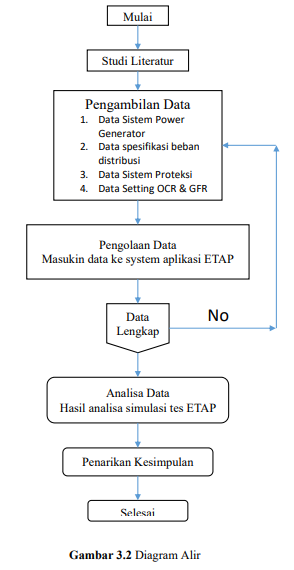 Mulai
Studi Literatur
Pengambilan Data
1. Data Sistem Power
Generator
2. Data spesifikasi beban
distribusi
3. Data Sistem Proteksi
4. Data Setting OCR & GFR
Pengolaan Data
Masukin data ke system aplikasi ETAP
Data
Lengkap
No
Analisa Data
Hasil analisa simulasi tes ETAP
Penarikan Kesimpulan
Selesai
Gambar 3.2 Diagram Alir